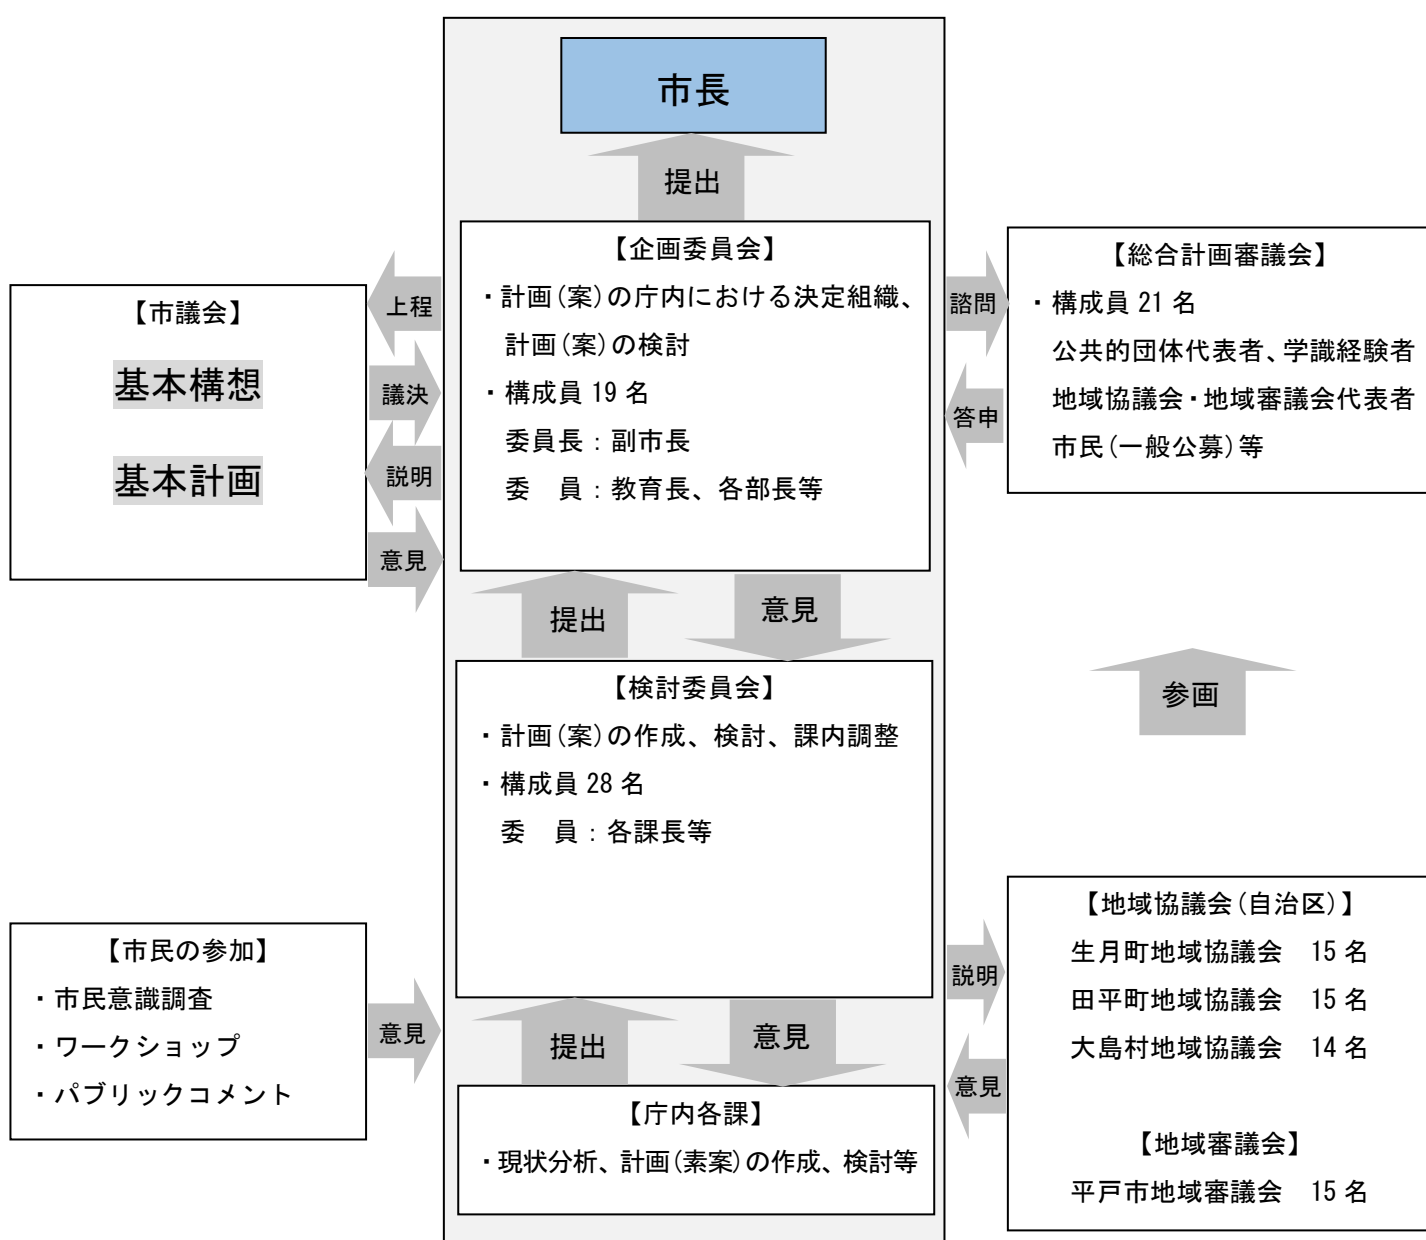 市長
提出
【企画委員会】
・計画(案)の庁内における決定組織、
計画(案)の検討
・構成員 19 名
委員長：副市長
委　員：教育長、各部長等
上程
議決
説明
意見
【市議会】
基本構想
基本計画
諮問
答申
【総合計画審議会】
・構成員 21 名
公共的団体代表者、学識経験者
地域協議会・地域審議会代表者
市民(一般公募)等
提出
意見
【検討委員会】
・計画(案)の作成、検討、課内調整
・構成員 28 名
委　員：各課長等
参画
【市民の参加】
・市民意識調査
・ワークショップ
・パブリックコメント
意見
提出
意見
【庁内各課】
・現状分析、計画(素案)の作成、検討等
説明
意見
【地域協議会(自治区)】
生月町地域協議会　15 名
田平町地域協議会　15 名
大島村地域協議会　14 名
【地域審議会】
平戸市地域審議会　15 名